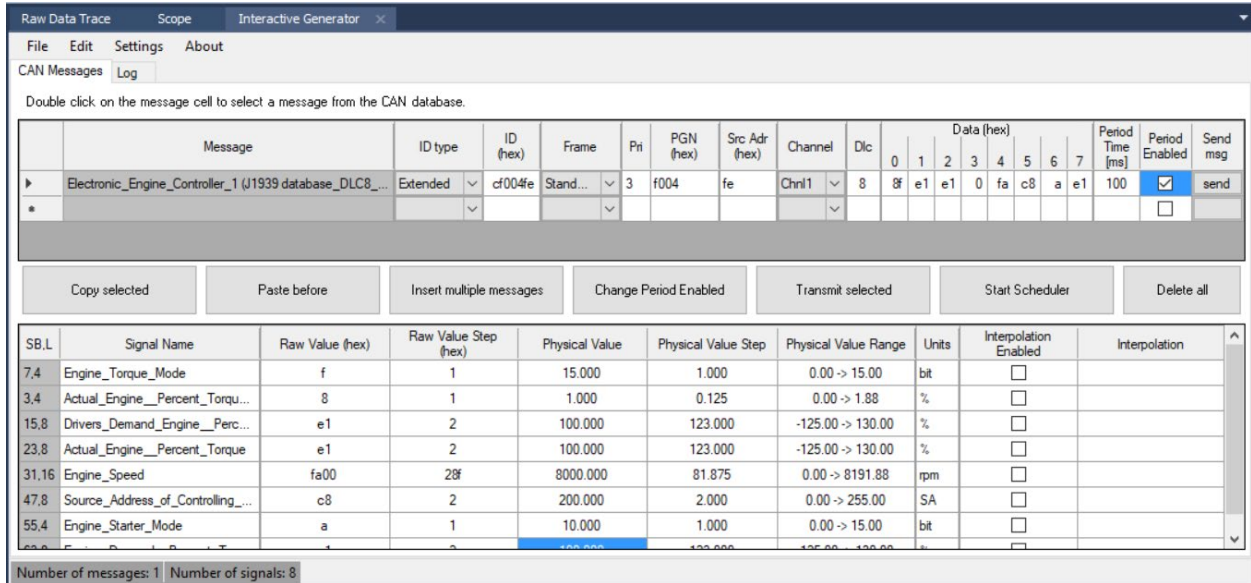 Raw Data Trace Scope Interactive Generator ×
File Edit Settings About
CAN Messages Log
Double click on the message cell to select a message from the CAN database.
Message ID type ID (hex) Frame Pri PGN (hex) Src Adr (hex) Channel Dlc Data (hex) 0 1 2 3 4 5 6 7 Period Time [ms] Period Enabled Send msg
Electronic_Engine_Controller_1 (J1939 database_DLC8_... Extended cf004fe Stand... 3 f004 fe Chnl1 8 8f e1 e1 0 fa c8 a e1 100 send
Copy selected Paste before Insert multiple messages Change Period Enabled Transmit selected Start Scheduler Delete all
SB,L Signal Name Raw Value (hex) Raw Value Step (hex) Physical Value Physical Value Step Physical Value Range Units Interpolation Enabled Interpolation
7,4 Engine_Torque_Mode f 1 15.000 1.000 0.00 -> 15.00 bit
3,4 Actual_Engine__Percent_Torqu... 8 1 1.000 0.125 0.00 -> 1.88 %
15,8 Drivers_Demand_Engine__Perc... e1 2 100.000 123.000 -125.00 -> 130.00 %
23,8 Actual_Engine__Percent_Torque e1 2 100.000 123.000 -125.00 -> 130.00 %
31,16 Engine_Speed fa00 28f 8000.000 81.875 0.00 -> 8191.88 rpm
47,8 Source_Address_of_Controlling_... c8 2 200.000 2.000 0.00 -> 255.00 SA
55,4 Engine_Starter_Mode a 1 10.000 1.000 0.00 -> 15.00 bit
Number of messages: 1 Number of signals: 8